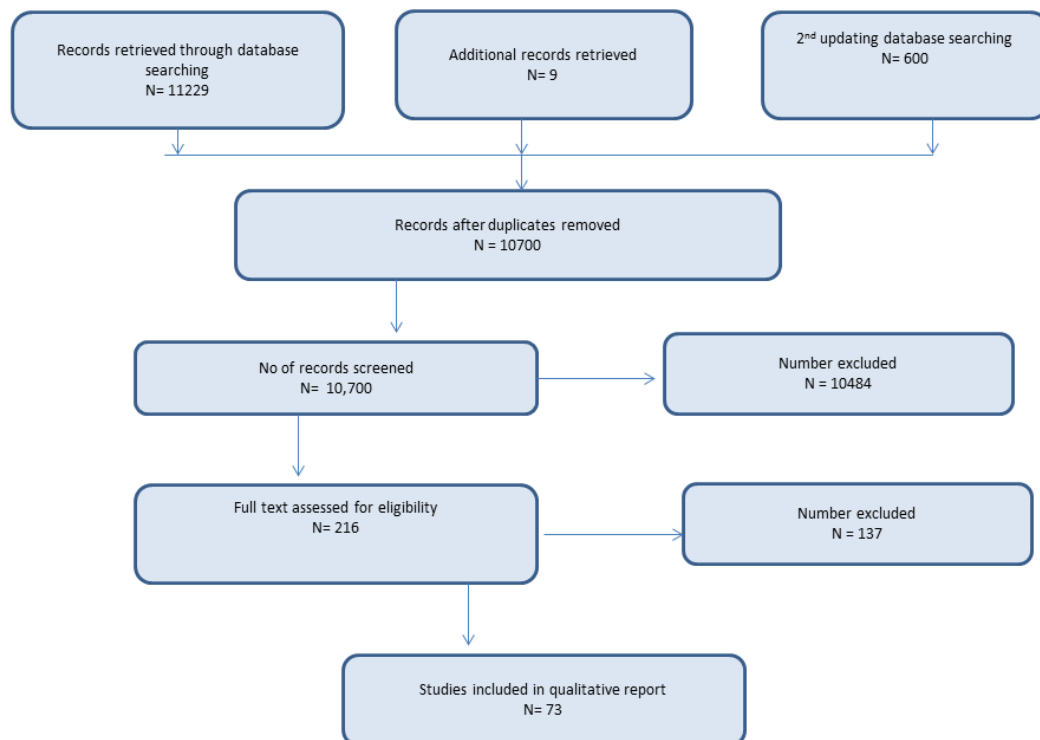 Records retrieved through database
searching
N= 11229
Additional records retrieved
N= 9
2nd updating database searching
N= 600
Records after duplicates removed
N = 10700
No of records screened
N=  10,700
Number excluded
N = 10484
Full text assessed for eligibility
N= 216
Number excluded
N = 137
Studies included in qualitative report
N= 73